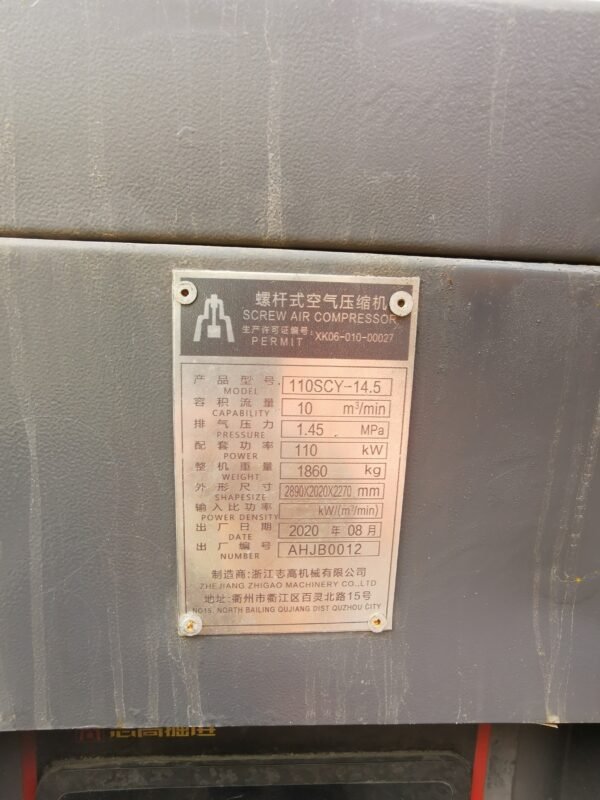 螺杆式空气压缩机
SCREW AIR COMPRESSOR
生产许可证编号: XK06-010-00027
PERMIT
产品型号: 110SCY-14.5
MODEL
容积流量 10 m³/min
CAPABILITY
排气压力 1.45 MPa
PRESSURE
配套功率 110 kW
POWER
整机重量 1860 kg
WEIGHT
外形尺寸 2890X2020X2270 mm
SHAPESIZE
输入比功率 kW/(m³/min)
POWER DENSITY
出厂日期 2020 年 08 月
DATE
出厂编号 AHJB0012
NUMBER
制造商:浙江志高机械有限公司
ZHEJIANG ZHIGAO MACHINERY CO.,LTD
地址:衢州市衢江区百灵北路15号
NO15, NORTH BAILING QUJIANG DIST QUZHOU CITY